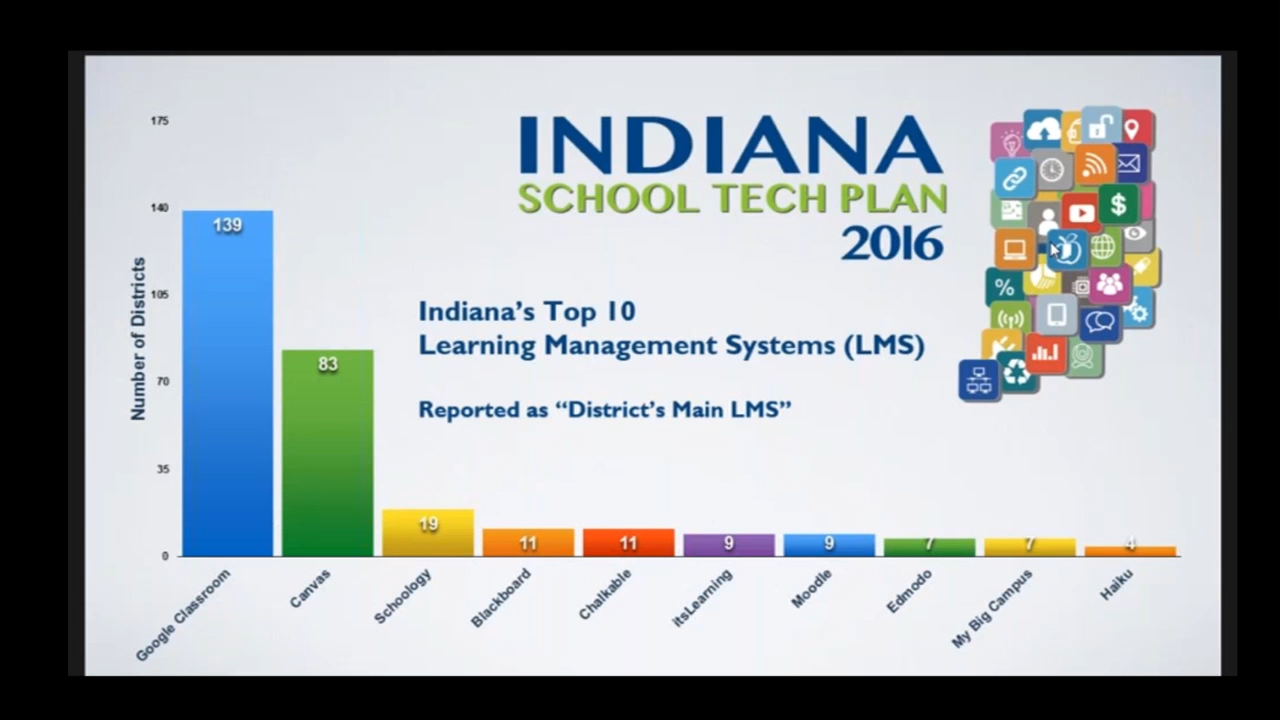 INDIANA
SCHOOL TECH PLAN
2016
Indiana's Top 10
Learning Management Systems (LMS)
Reported as “District's Main LMS”
Number of Districts
175
140
105
70
35
0
139
83
19
11
11
9
9
7
7
4
Google Classroom
Canvas
Schoology
Blackboard
Chalkable
itsLearning
Moodle
Edmodo
My Big Campus
Haiku
$
%